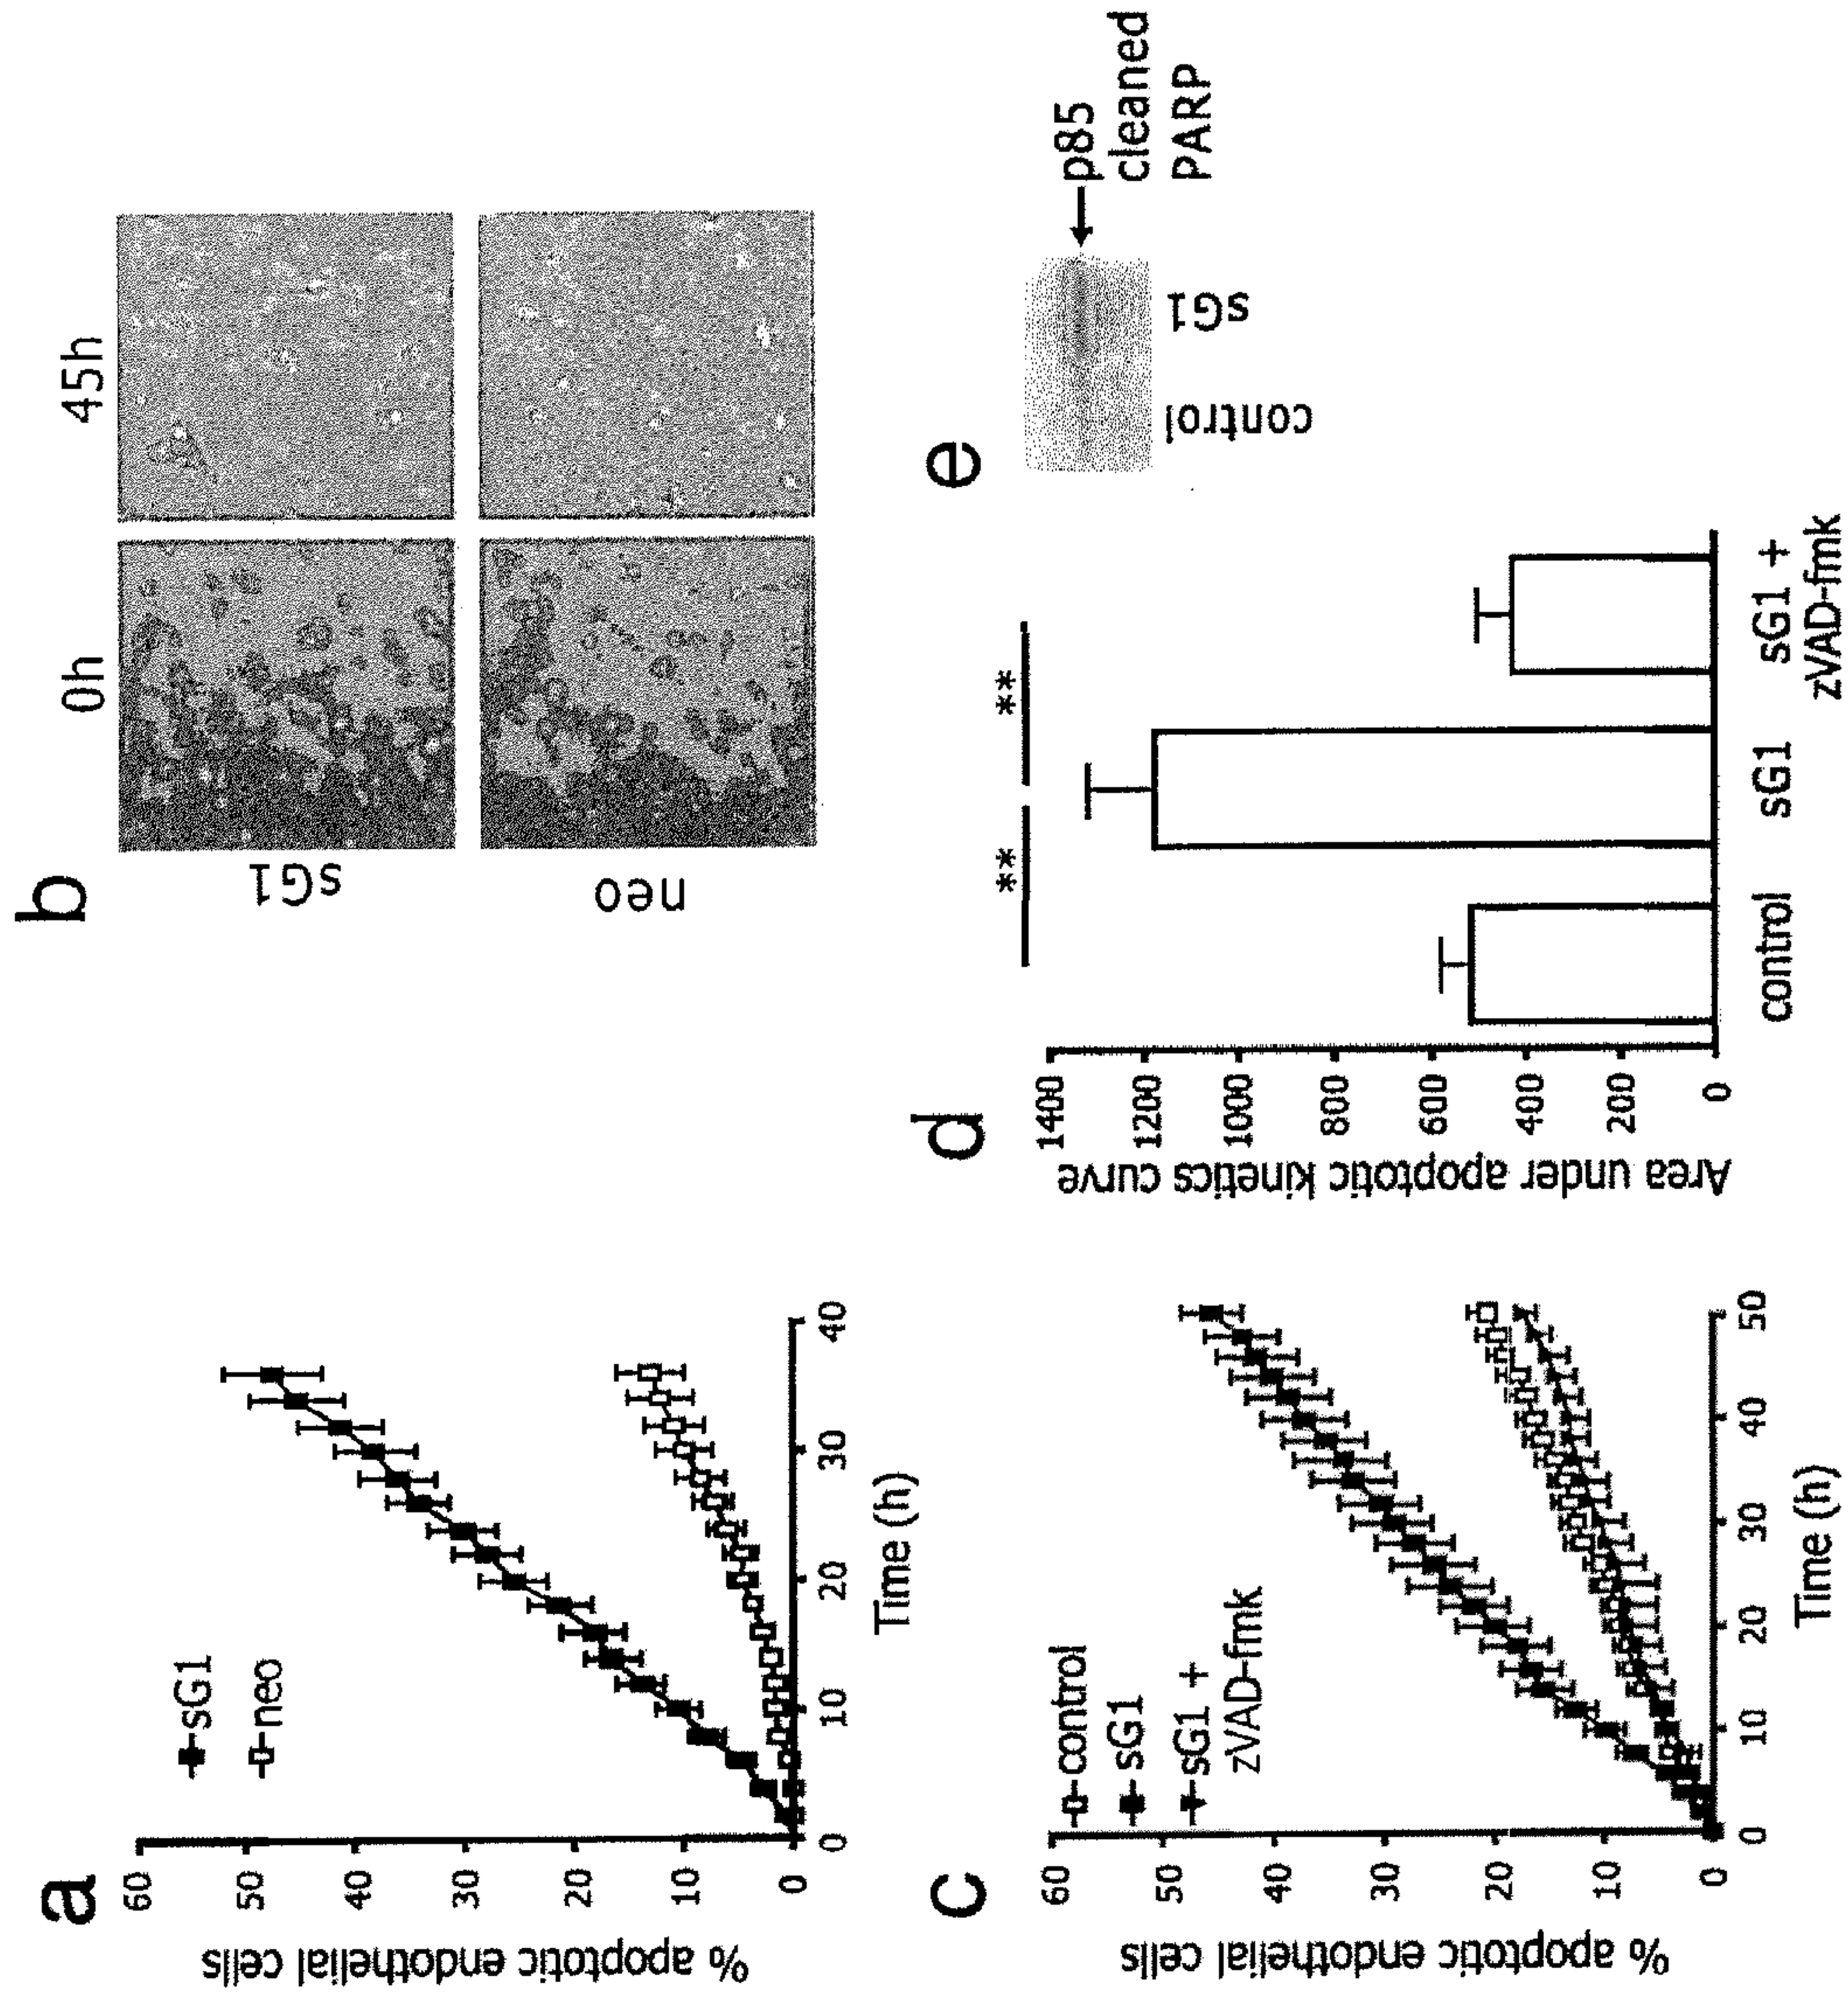 a
% apoptotic endothelial cells
60
50
40
30
20
10
0
sG1
neo
0
10
20
30
40
Time (h)
b
0h
45h
sG1
neo
c
% apoptotic endothelial cells
60
50
40
30
20
10
0
control
sG1
sG1 +
zVAD-fmk
0
10
20
30
40
50
Time (h)
d
Area under apoptotic kinetics curve
1400
1200
1000
800
600
400
200
0
**
**
control
sG1
sG1 +
zVAD-fmk
e
p85
cleaned
PARP
control
sG1